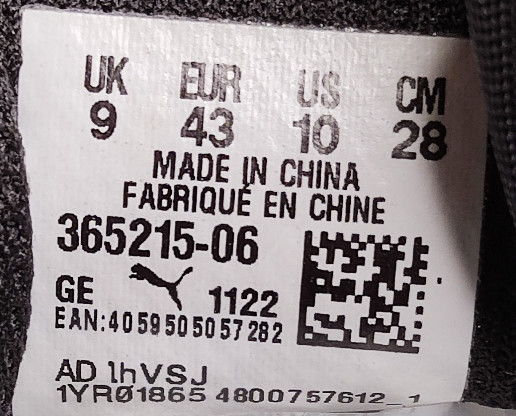 UK EUR US CM
9 43 10 28
MADE IN CHINA
FABRIQUÉ EN CHINE
365215-06
GE 1122
EAN:4059505057282
AD lhVSJ
1YRØ1865 4800757612_1